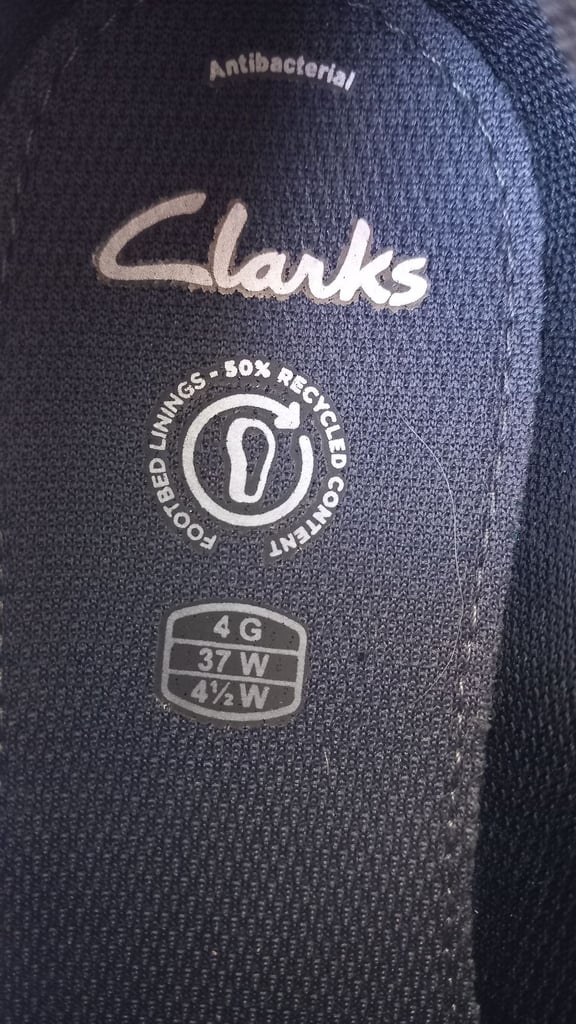 Antibacterial
Clarks
FOOTBED LININGS - 50% RECYCLED CONTENT
4 G
37 W
4½ W